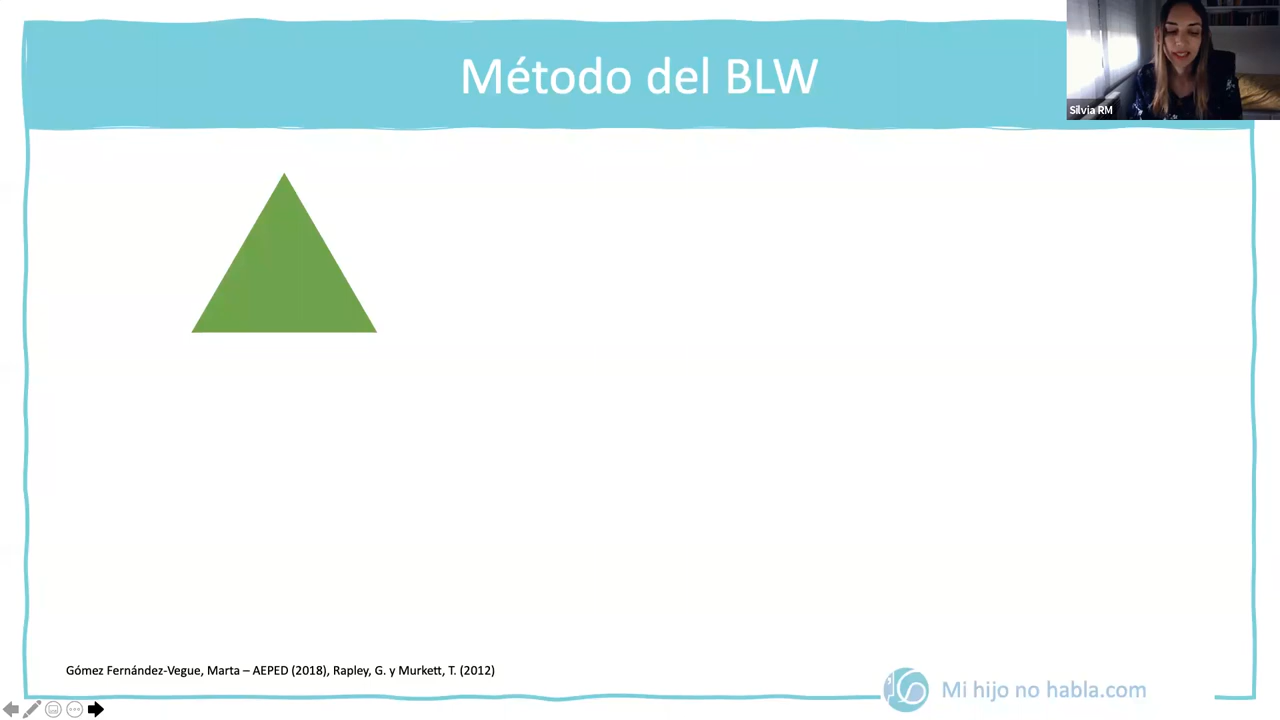 Método del BLW
Silvia RM
Gómez Fernández-Vegue, Marta – AEPED (2018), Rapley, G. y Murkett, T. (2012)
Mi hijo no habla.com